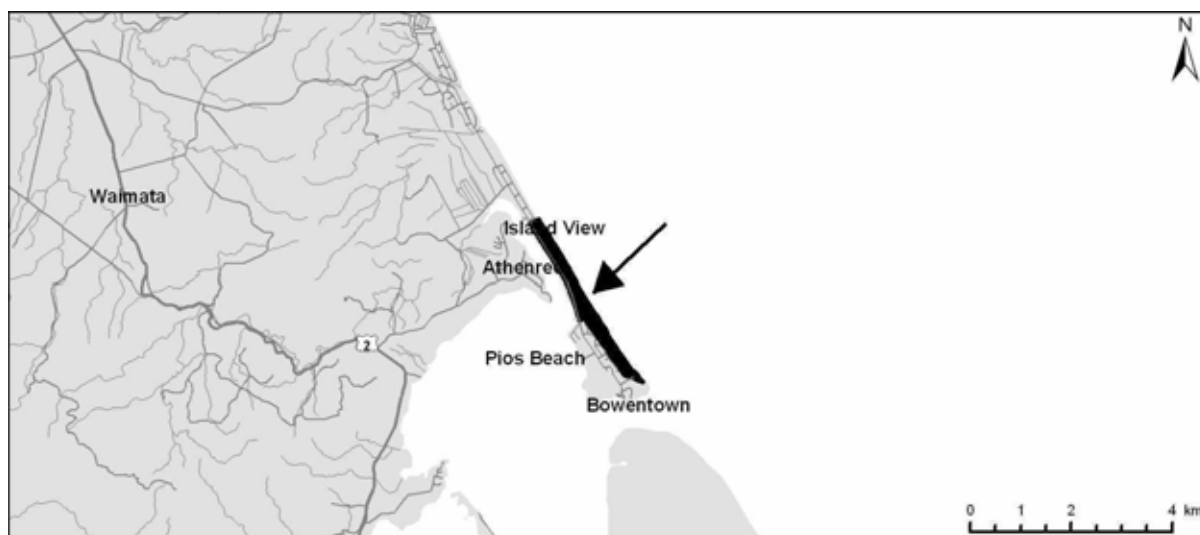 N
Waimata
Island View
Athenree
2
Pios Beach
Bowentown
0 1 2 4 km